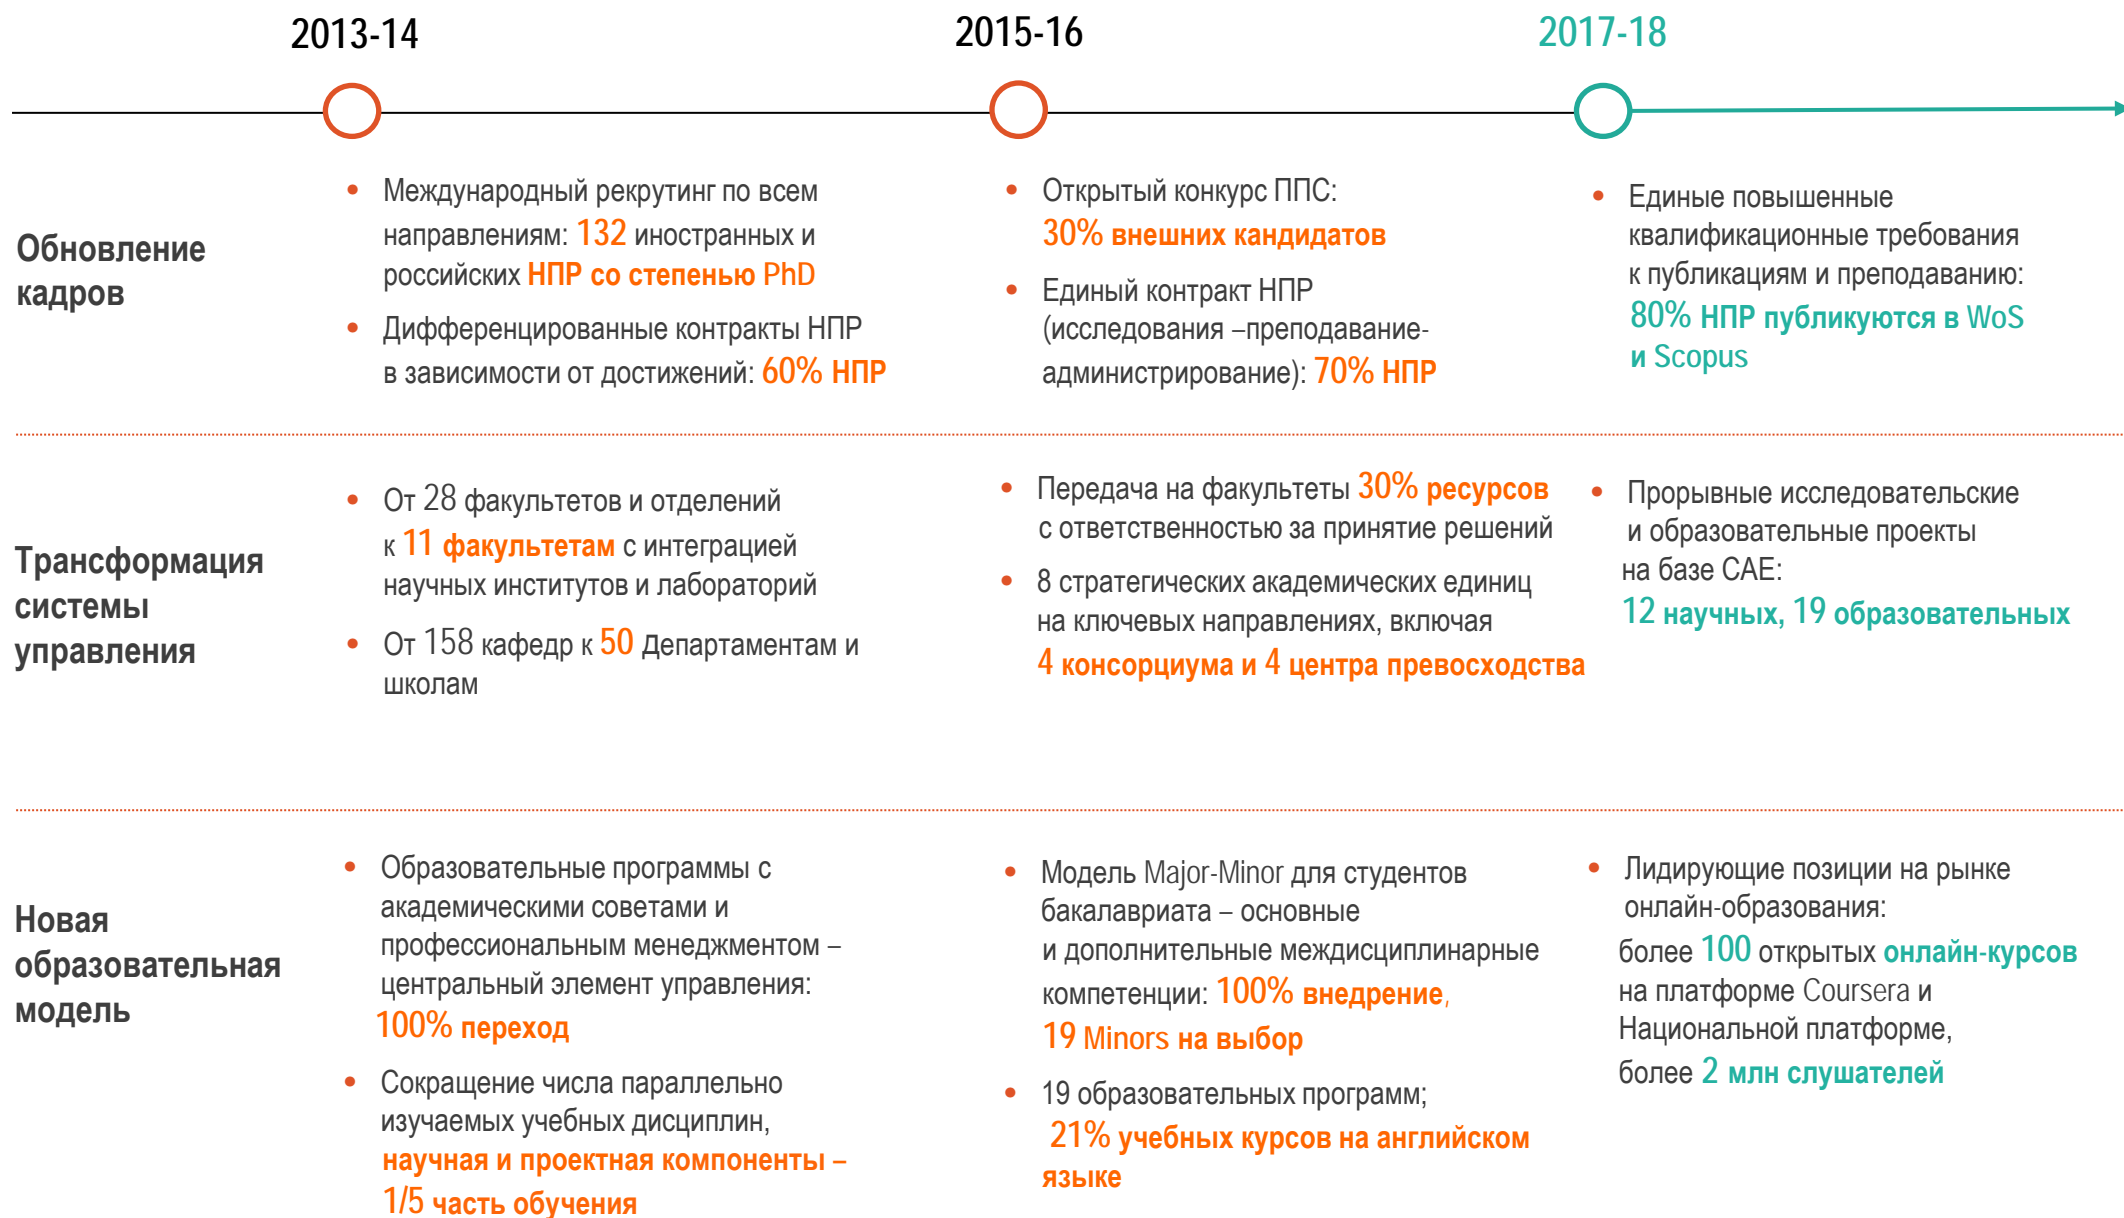 2013-14
2015-16
2017-18
Обновление
кадров
• Международный рекрутинг по всем
направлениям: 132 иностранных и
российских НПР со степенью PhD
• Дифференцированные контракты НПР
в зависимости от достижений: 60% НПР
• Открытый конкурс ППС:
30% внешних кандидатов
• Единый контракт НПР
(исследования –преподавание-
администрирование): 70% НПР
• Единые повышенные
квалификационные требования
к публикациям и преподаванию:
80% НПР публикуются в WoS
и Scopus
Трансформация
системы
управления
• От 28 факультетов и отделений
к 11 факультетам с интеграцией
научных институтов и лабораторий
• От 158 кафедр к 50 Департаментам и
школам
• Передача на факультеты 30% ресурсов
с ответственностью за принятие решений
• 8 стратегических академических единиц
на ключевых направлениях, включая
4 консорциума и 4 центра превосходства
• Прорывные исследовательские
и образовательные проекты
на базе САЕ:
12 научных, 19 образовательных
Новая
образовательная
модель
• Образовательные программы с
академическими советами и
профессиональным менеджментом –
центральный элемент управления:
100% переход
• Сокращение числа параллельно
изучаемых учебных дисциплин,
научная и проектная компоненты –
1/5 часть обучения
• Модель Major-Minor для студентов
бакалавриата – основные
и дополнительные междисциплинарные
компетенции: 100% внедрение,
19 Minors на выбор
• 19 образовательных программ;
21% учебных курсов на английском
языке
• Лидирующие позиции на рынке
онлайн-образования:
более 100 открытых онлайн-курсов
на платформе Coursera и
Национальной платформе,
более 2 млн слушателей